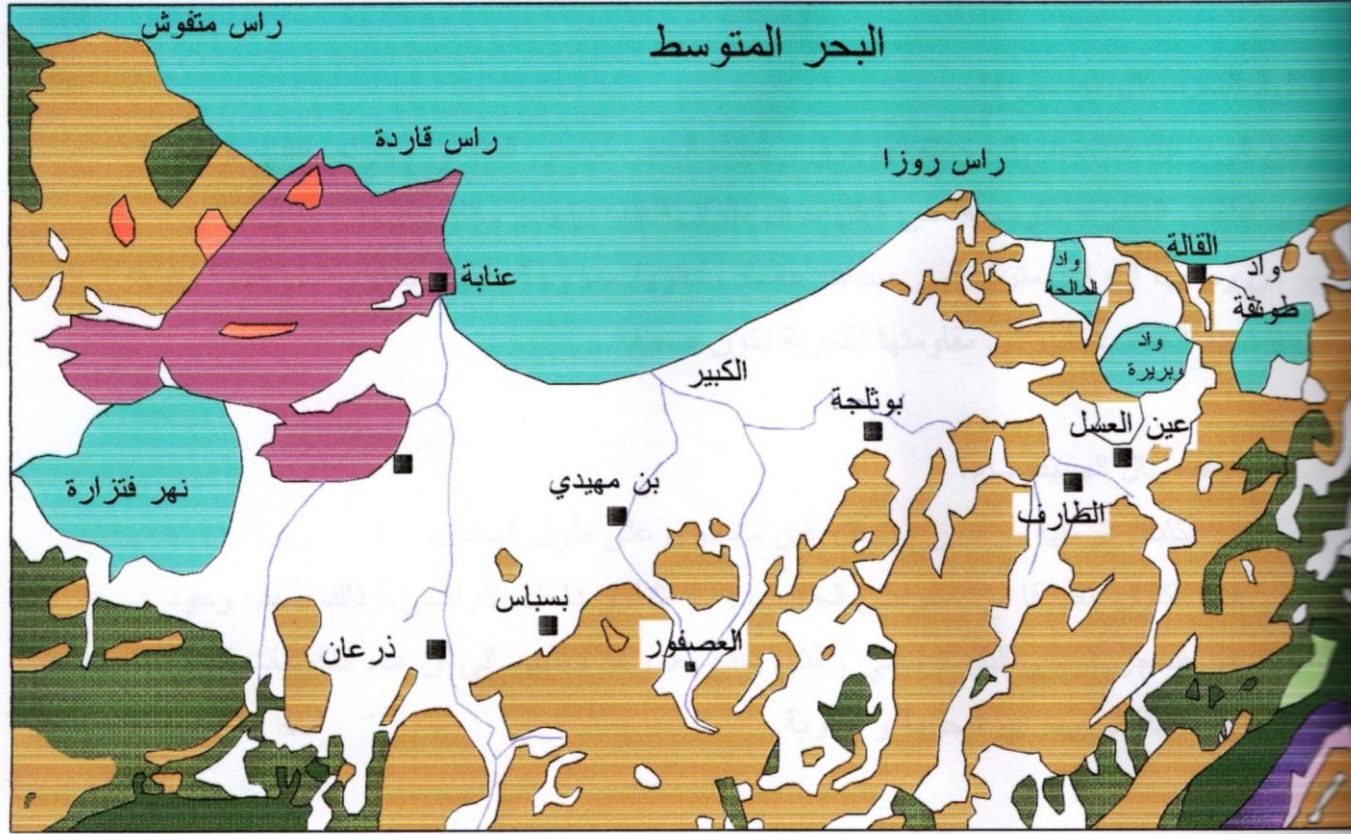 راس متفوش
البحر المتوسط
راس قاردة
راس روزا
القالة
واد
طونقة
واد
المالحة
عنابة
واد
وبريرة
الكبير
بوثلجة
عين العسل
نهر فتزارة
بن مهيدي
الطارف
بسباس
العصفور
ذرعان